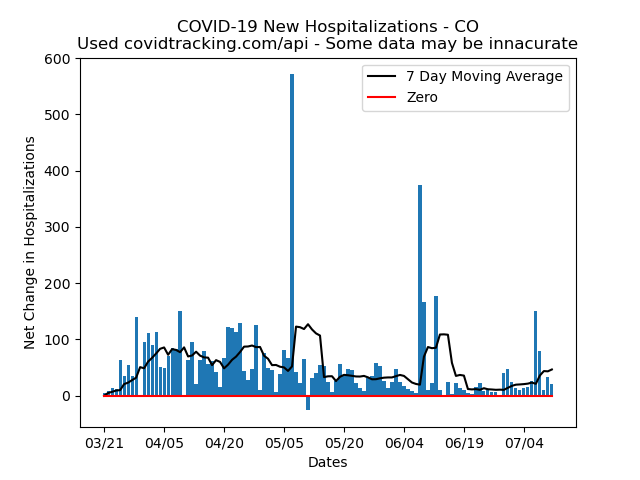 COVID-19 New Hospitalizations - CO
Used covidtracking.com/api - Some data may be innacurate
7 Day Moving Average
Zero
Net Change in Hospitalizations
600
500
400
300
200
100
0
03/21 04/05 04/20 05/05 05/20 06/04 06/19 07/04
Dates